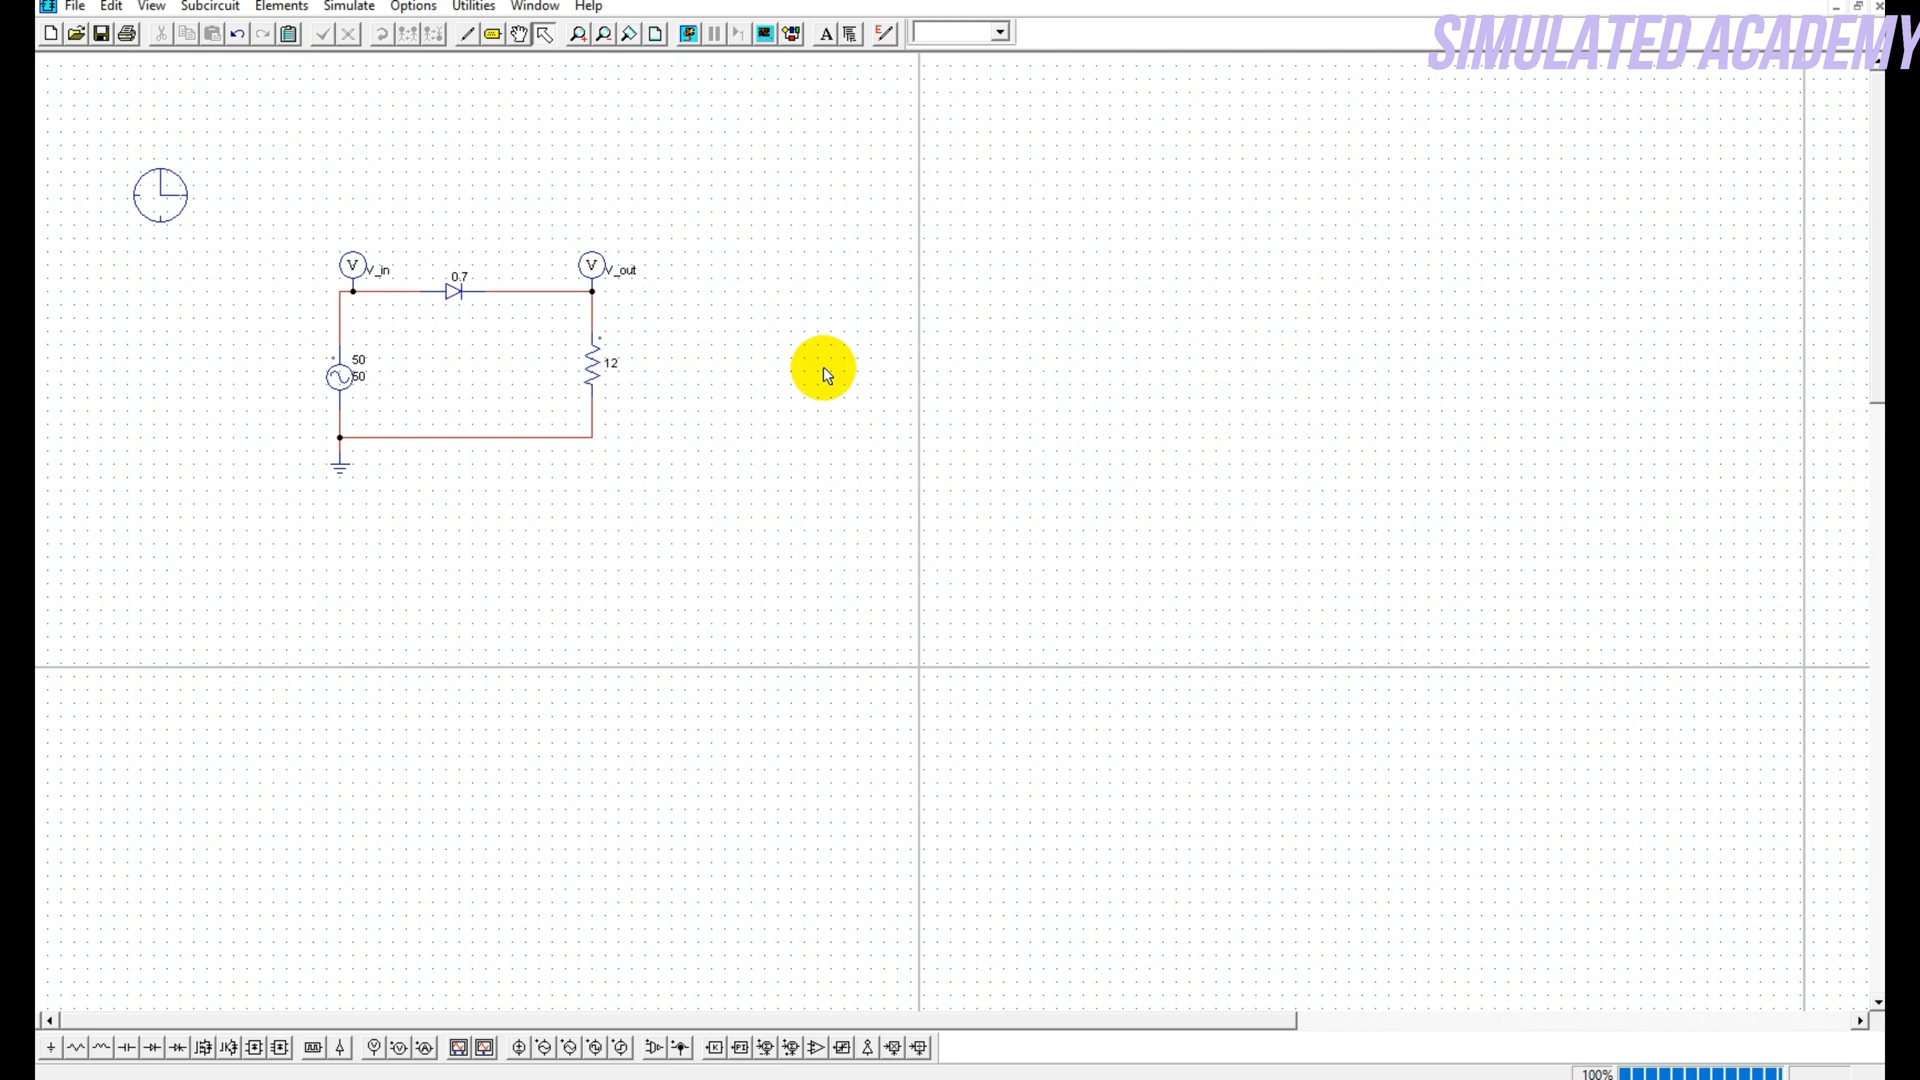 File Edit View Subcircuit Elements Simulate Options Utilities Window Help
SIMULATED ACADEMY
V V_in
0.7
V V_out
50
50
12
100%